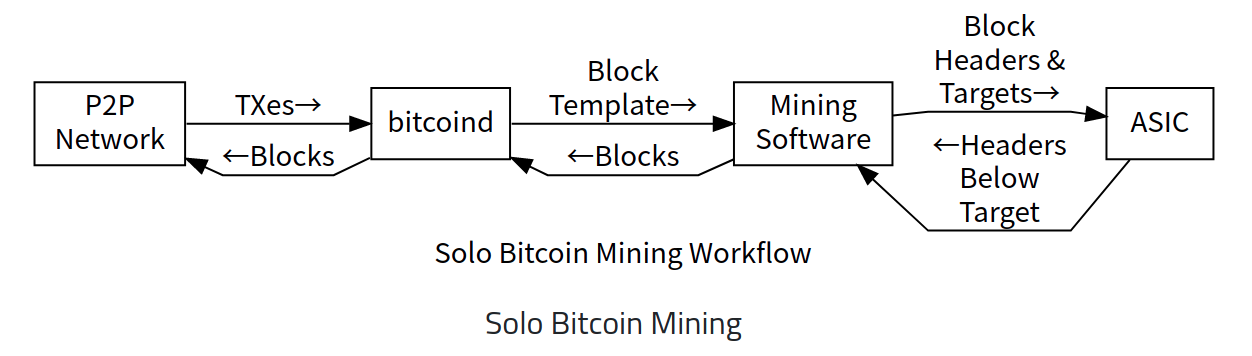 P2P
Network
TXes→
←Blocks
bitcoind
Block
Template→
←Blocks
Mining
Software
Block
Headers &
Targets→
←Headers
Below
Target
ASIC
Solo Bitcoin Mining Workflow
Solo Bitcoin Mining